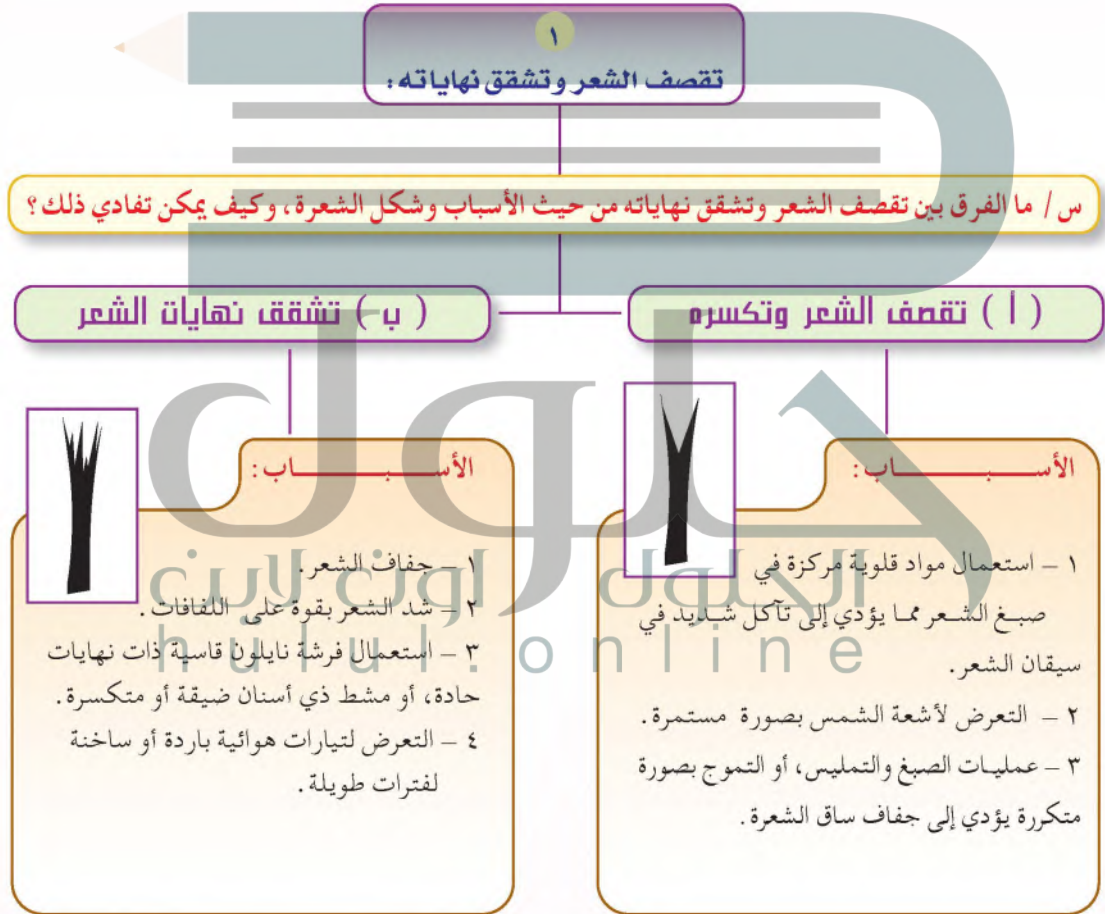 ١
تقصف الشعر وتشقق نهاياته :
س / ما الفرق بين تقصف الشعر وتشقق نهاياته من حيث الأسباب وشكل الشعرة، وكيف يمكن تفادي ذلك؟
( أ ) تقصف الشعر وتكسره
الأسباب :
١ – استعمال مواد قلوية مركزة في
صبغ الشعر مما يؤدي إلى تآكل شديد في
سيقان الشعر.
٢ – التعرض لأشعة الشمس بصورة مستمرة.
٣ – عمليات الصبغ والتمليس، أو التموج بصورة
متكررة يؤدي إلى جفاف ساق الشعرة.
( ب ) تشقق نهايات الشعر
الأسباب :
١ – جفاف الشعر.
٢ – شد الشعر بقوة على اللفافات.
٣ – استعمال فرشة نايلون قاسية ذات نهايات
حادة، أو مشط ذي أسنان ضيقة أو متكسرة.
٤ – التعرض لتيارات هوائية باردة أو ساخنة
لفترات طويلة.
حلول
الحلول اون لاين
hulul.online